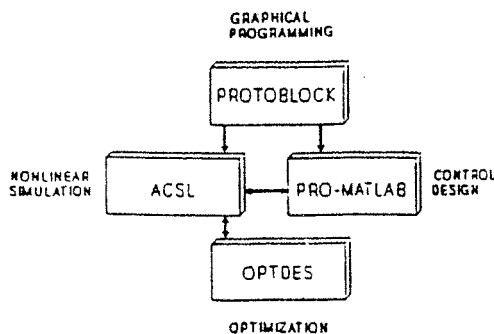 GRAPHICAL
PROGRAMMING
PROTOBLOCK
NONLINEAR
SIMULATION
ACSL
PRO-MATLAB
CONTROL
DESIGN
OPTDES
OPTIMIZATION